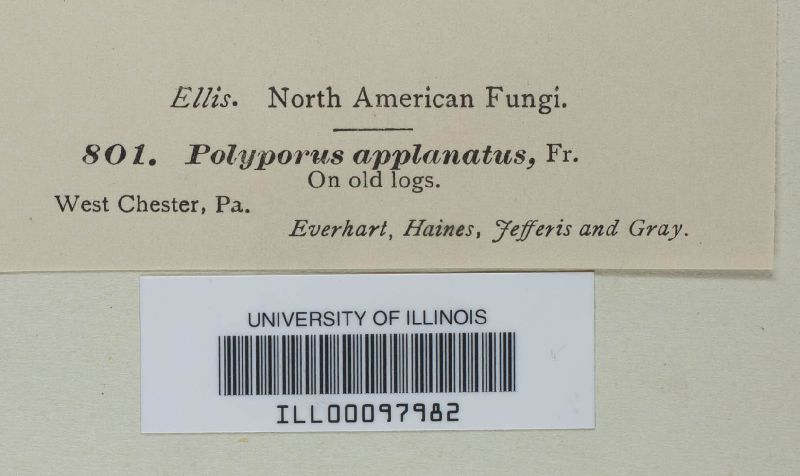 Ellis. North American Fungi.
801. Polyporus applanatus, Fr.
On old logs.
West Chester, Pa.
Everhart, Haines, Jefferis and Gray.
UNIVERSITY OF ILLINOIS
ILL00097982